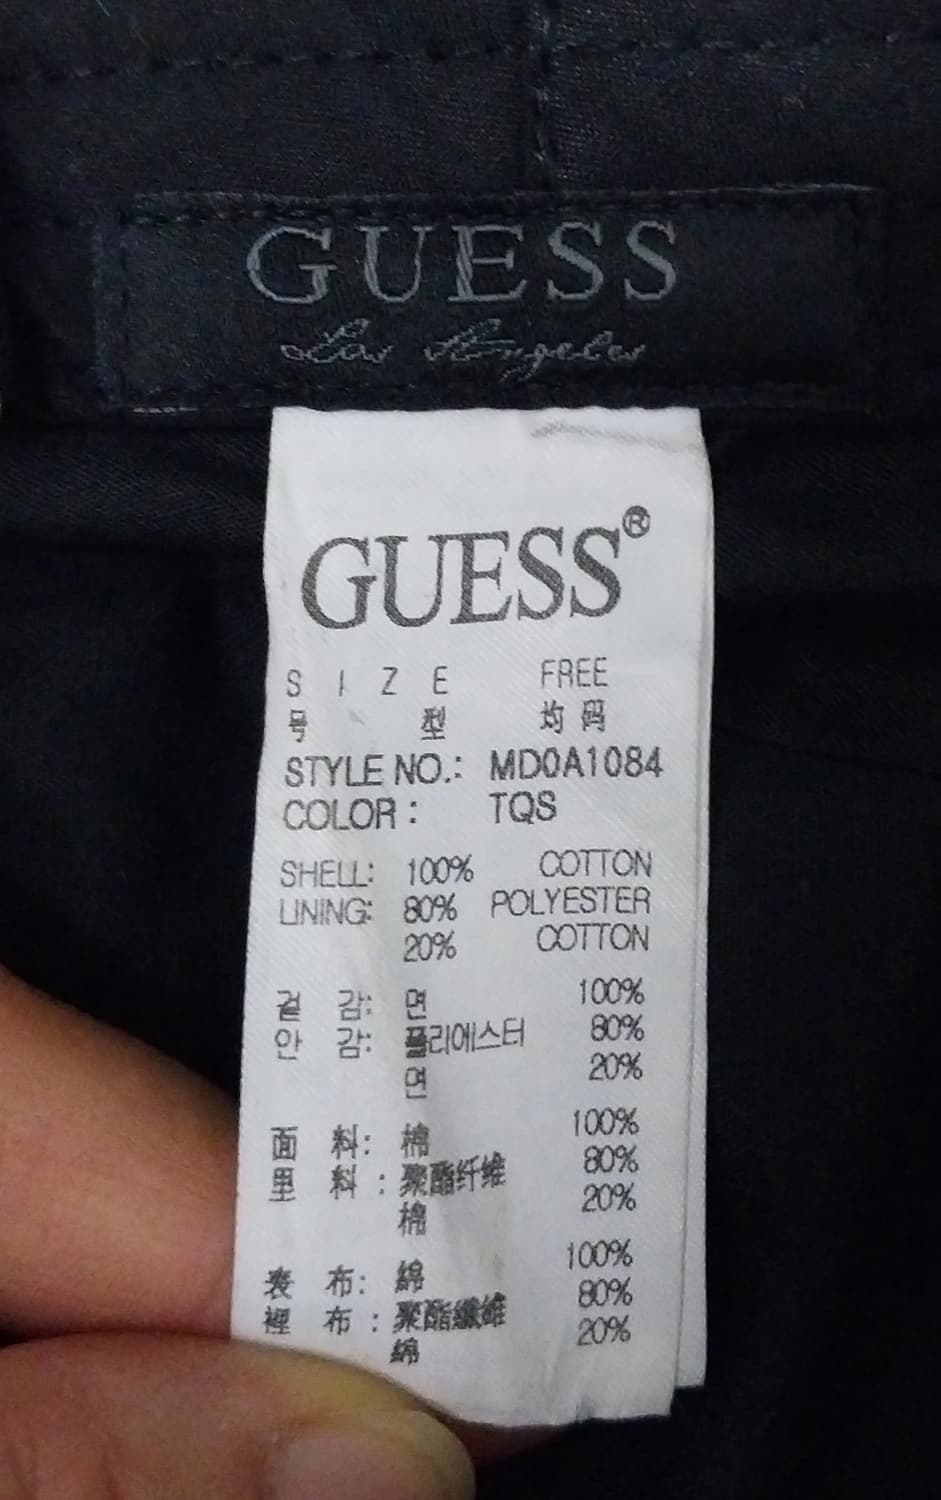 GUESS
Los Angeles
GUESS®
SIZE FREE
号型 均码
STYLE NO.: MD0A1084
COLOR: TQS
SHELL: 100% COTTON
LINING: 80% POLYESTER
20% COTTON
겉감: 면 100%
안감: 폴리에스터 80%
면 20%
面料: 棉 100%
里料: 聚酯纤维 80%
棉 20%
表布: 綿 100%
裡布: 聚酯纖維 80%
綿 20%